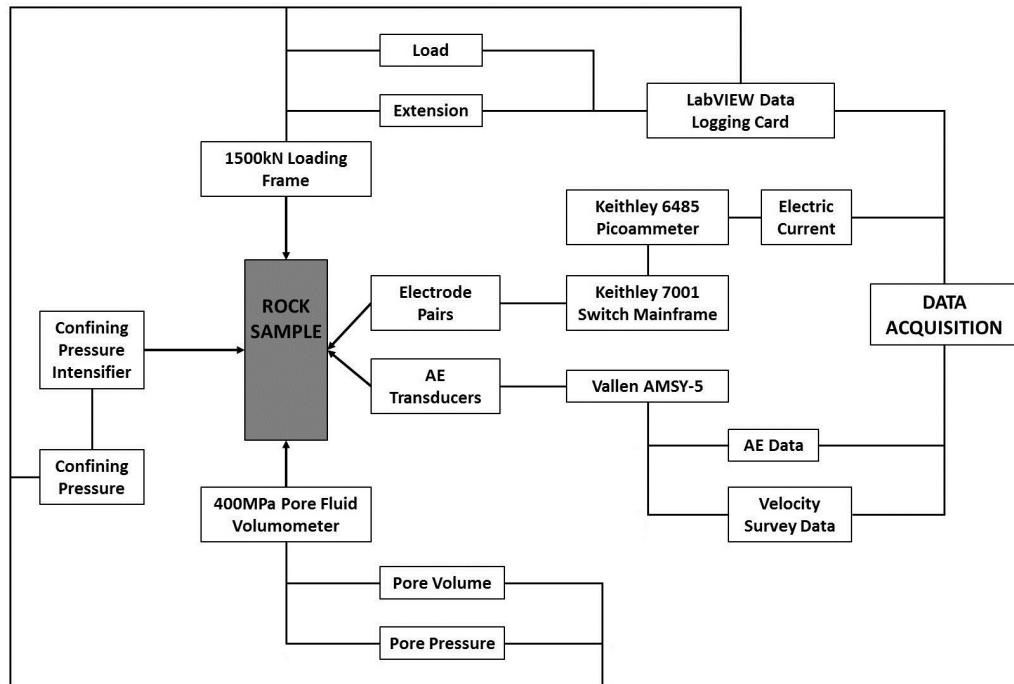 Load
Extension
LabVIEW Data
Logging Card
1500kN Loading
Frame
Keithley 6485
Picoammeter
Electric
Current
ROCK
SAMPLE
Electrode
Pairs
Keithley 7001
Switch Mainframe
DATA
ACQUISITION
Confining
Pressure
Intensifier
AE
Transducers
Vallen AMSY-5
AE Data
Confining
Pressure
400MPa Pore Fluid
Volumometer
Velocity
Survey Data
Pore Volume
Pore Pressure